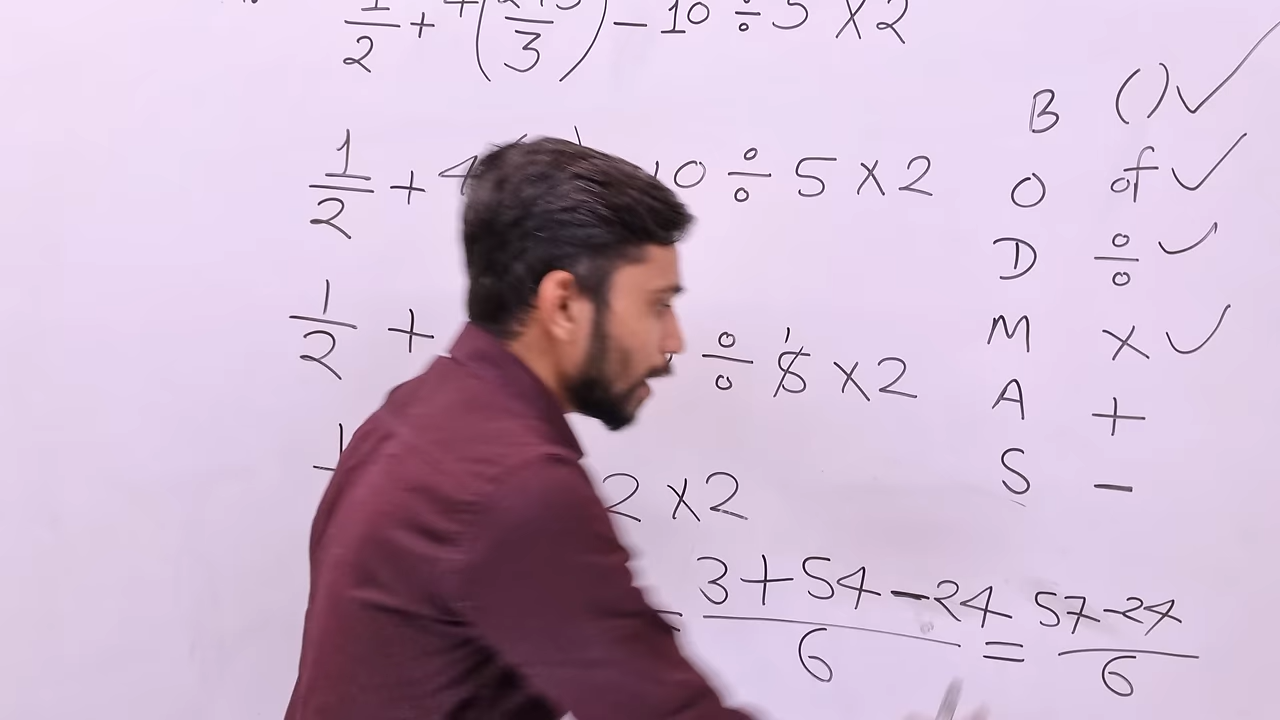 1/2 + 4( /3) - 10 ÷ 5 × 2
B () ✓
1/2 + 4 10 ÷ 5 × 2
O of ✓
D ÷ ✓
1/2 + ÷ 5 × 2
1
M × ✓
A +
S -
2 × 2
= (3 + 54 - 24)/6 = (57 - 24)/6